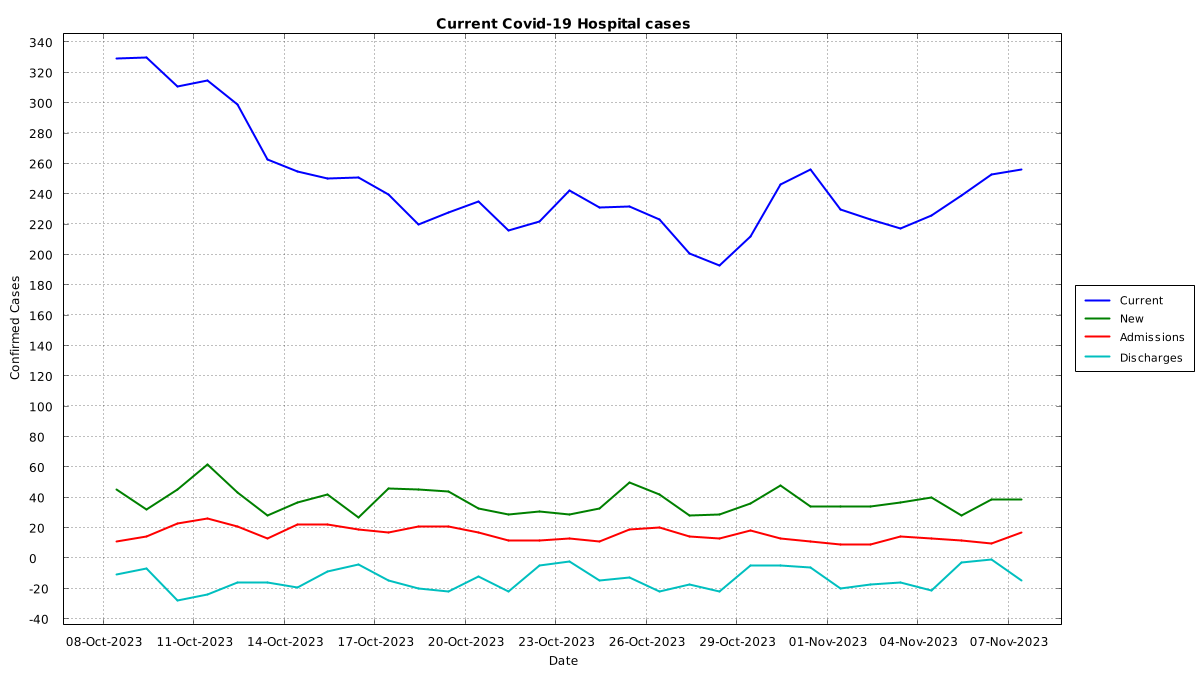 Current Covid-19 Hospital cases
340
320
300
280
260
240
220
200
180
160
140
120
100
80
60
40
20
0
-20
-40
Confirmed Cases
08-Oct-2023 11-Oct-2023 14-Oct-2023 17-Oct-2023 20-Oct-2023 23-Oct-2023 26-Oct-2023 29-Oct-2023 01-Nov-2023 04-Nov-2023 07-Nov-2023
Date
Current
New
Admissions
Discharges